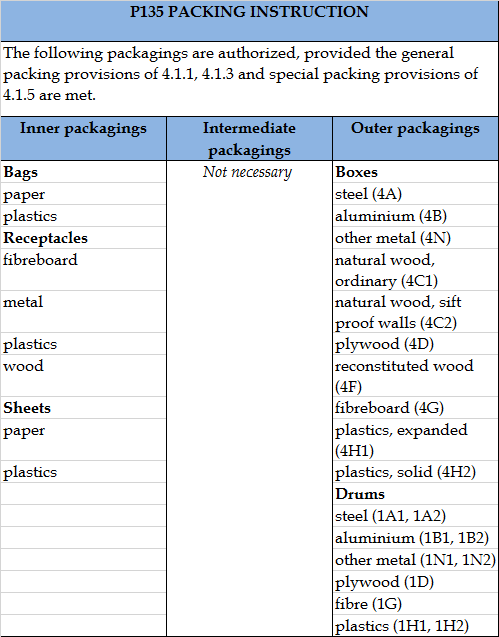 P135 PACKING INSTRUCTION
The following packagings are authorized, provided the general
packing provisions of 4.1.1, 4.1.3 and special packing provisions of
4.1.5 are met.
Inner packagings
Intermediate
packagings
Outer packagings
Bags
Not necessary
Boxes
paper
steel (4A)
plastics
aluminium (4B)
Receptacles
other metal (4N)
fibreboard
natural wood,
ordinary (4C1)
metal
natural wood, sift
proof walls (4C2)
plastics
plywood (4D)
wood
reconstituted wood
(4F)
Sheets
fibreboard (4G)
paper
plastics, expanded
(4H1)
plastics
plastics, solid (4H2)
Drums
steel (1A1, 1A2)
aluminium (1B1, 1B2)
other metal (1N1, 1N2)
plywood (1D)
fibre (1G)
plastics (1H1, 1H2)